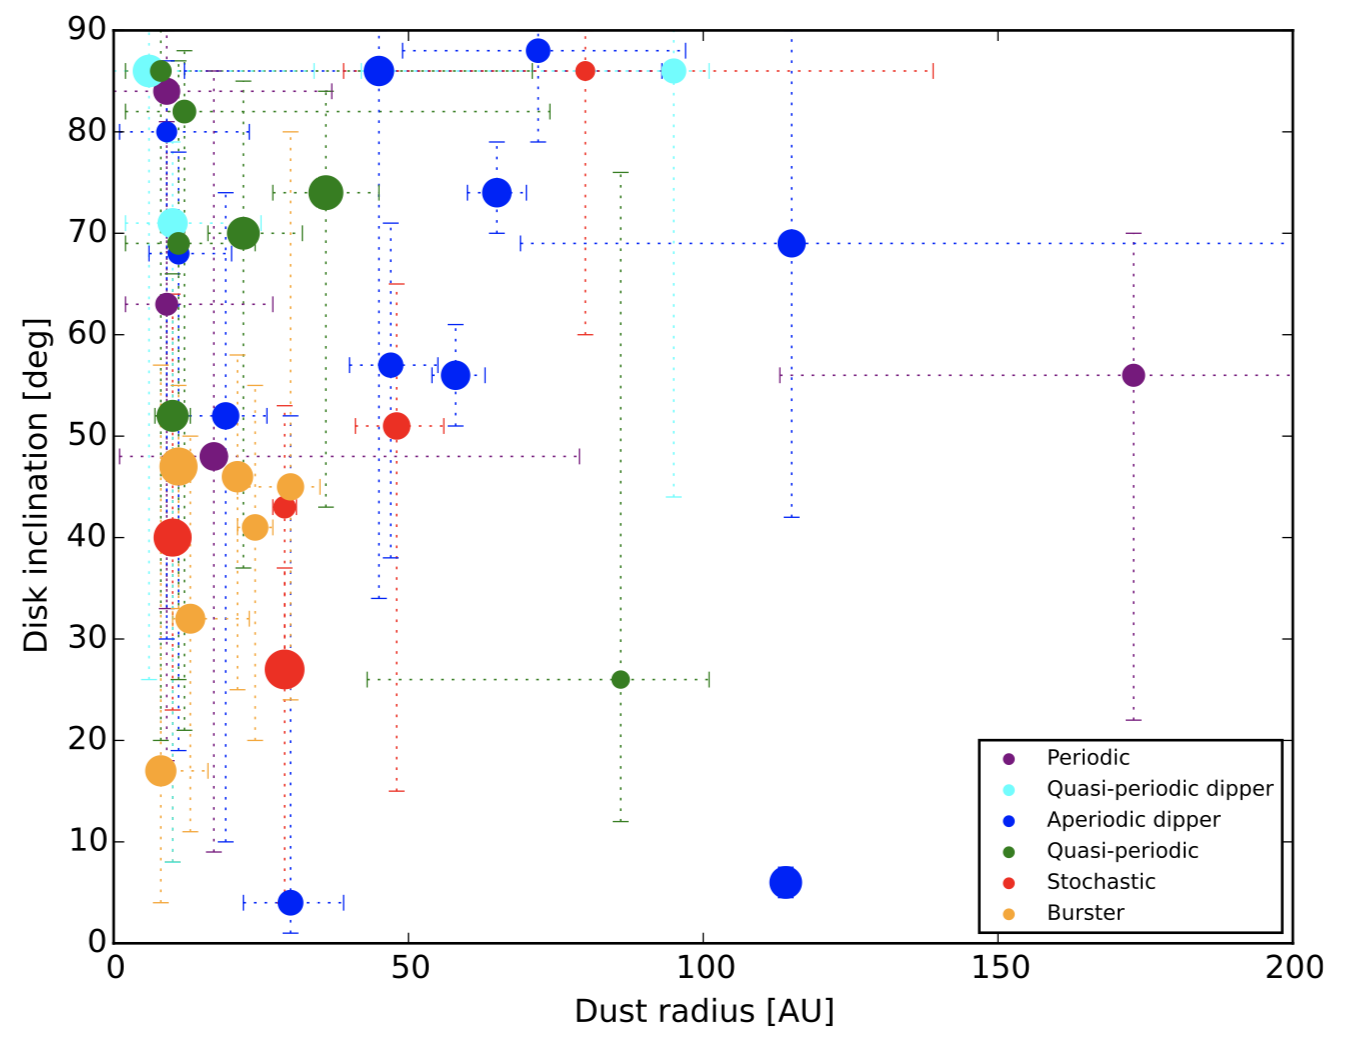 90
80
70
60
50
40
30
20
10
0
Disk inclination [deg]
0 50 100 150 200
Dust radius [AU]
Periodic
Quasi-periodic dipper
Aperiodic dipper
Quasi-periodic
Stochastic
Burster